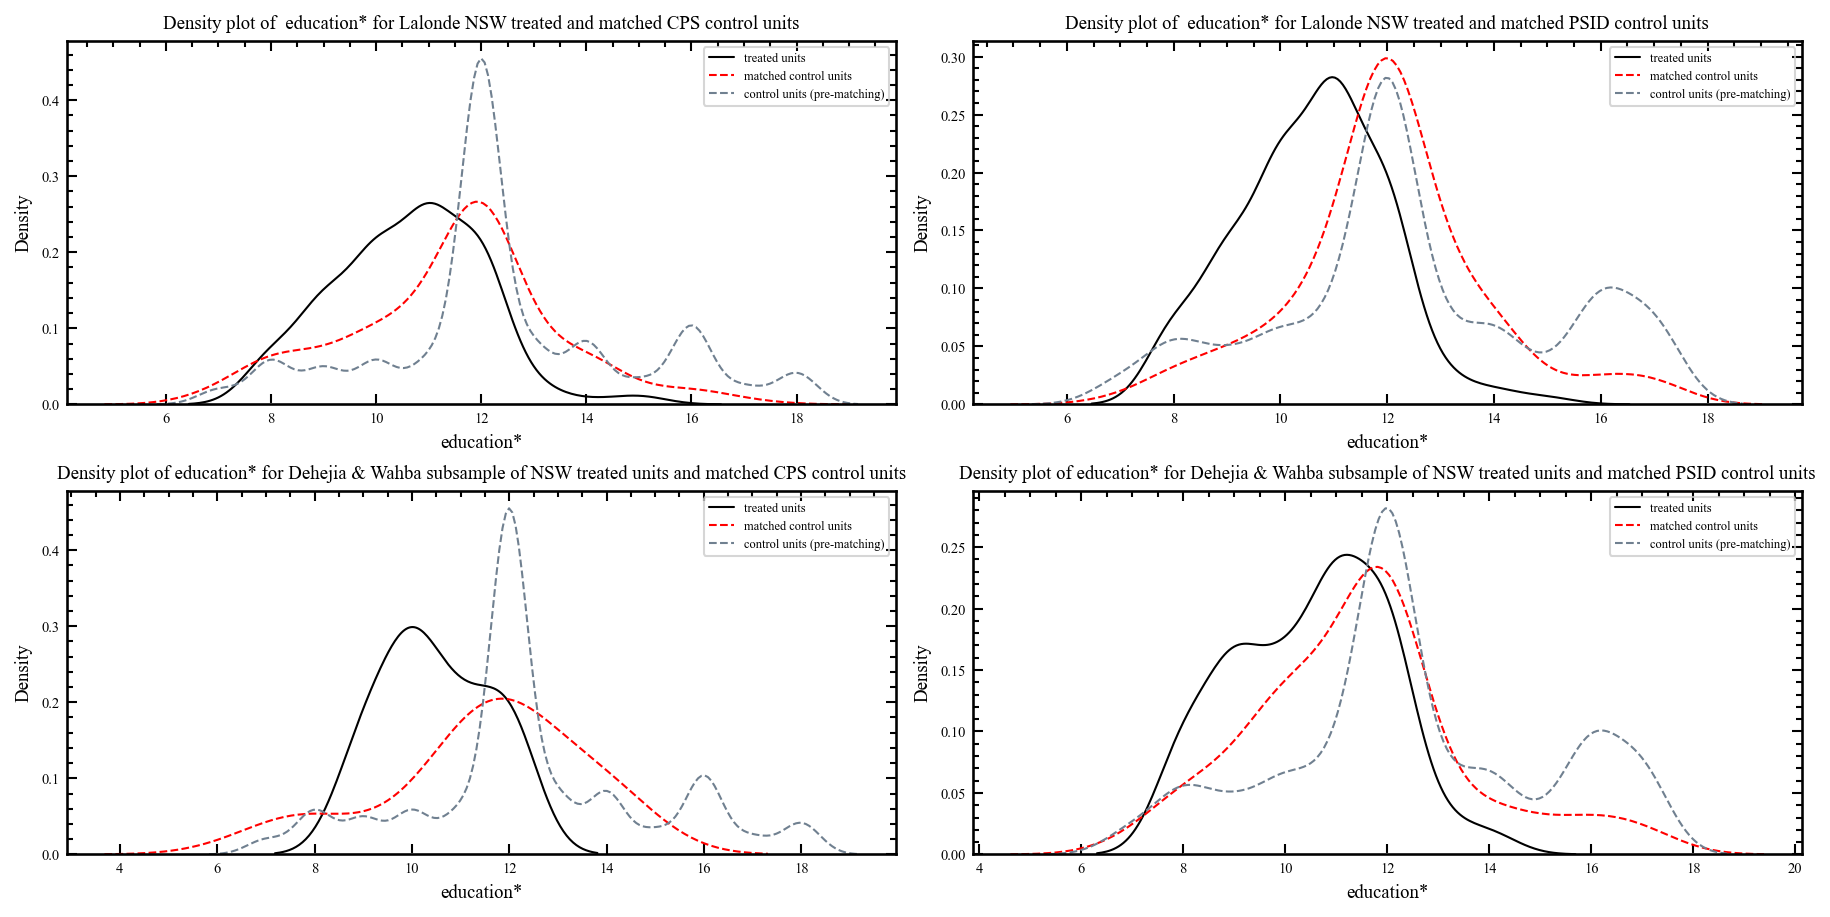 Density plot of  education* for Lalonde NSW treated and matched CPS control units
treated units
matched control units
control units (pre-matching)
Density
0.4
0.3
0.2
0.1
0.0
6 8 10 12 14 16 18
education*
Density plot of  education* for Lalonde NSW treated and matched PSID control units
treated units
matched control units
control units (pre-matching)
Density
0.30
0.25
0.20
0.15
0.10
0.05
0.00
6 8 10 12 14 16 18
education*
Density plot of education* for Dehejia & Wahba subsample of NSW treated units and matched CPS control units
treated units
matched control units
control units (pre-matching)
Density
0.4
0.3
0.2
0.1
0.0
4 6 8 10 12 14 16 18
education*
Density plot of education* for Dehejia & Wahba subsample of NSW treated units and matched PSID control units
treated units
matched control units
control units (pre-matching)
Density
0.25
0.20
0.15
0.10
0.05
0.00
4 6 8 10 12 14 16 18 20
education*